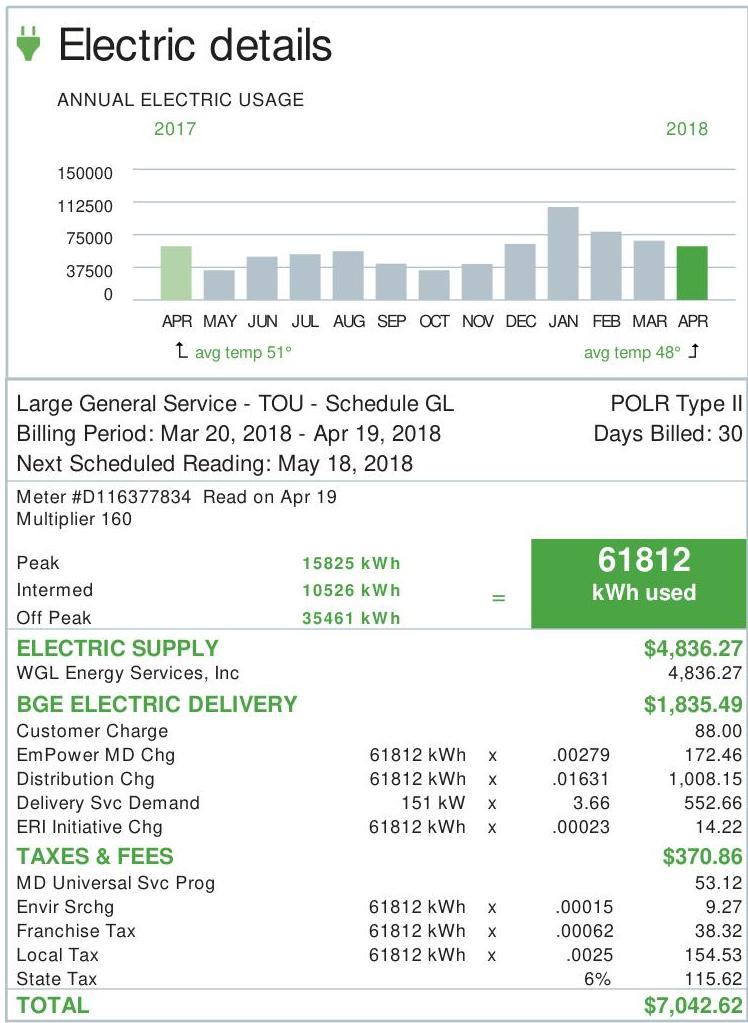 Electric details
ANNUAL ELECTRIC USAGE
2017 2018
150000
112500
75000
37500
0
APR MAY JUN JUL AUG SEP OCT NOV DEC JAN FEB MAR APR
avg temp 51° avg temp 48°
Large General Service - TOU - Schedule GL POLR Type II
Billing Period: Mar 20, 2018 - Apr 19, 2018 Days Billed: 30
Next Scheduled Reading: May 18, 2018
Meter #D116377834 Read on Apr 19
Multiplier 160
Peak 15825 kWh
Intermed 10526 kWh
Off Peak 35461 kWh
=
61812
kWh used
ELECTRIC SUPPLY $4,836.27
WGL Energy Services, Inc 4,836.27
BGE ELECTRIC DELIVERY $1,835.49
Customer Charge 88.00
EmPower MD Chg 61812 kWh x .00279 172.46
Distribution Chg 61812 kWh x .01631 1,008.15
Delivery Svc Demand 151 kW x 3.66 552.66
ERI Initiative Chg 61812 kWh x .00023 14.22
TAXES & FEES $370.86
MD Universal Svc Prog 53.12
Envir Srchg 61812 kWh x .00015 9.27
Franchise Tax 61812 kWh x .00062 38.32
Local Tax 61812 kWh x .0025 154.53
State Tax 6% 115.62
TOTAL $7,042.62